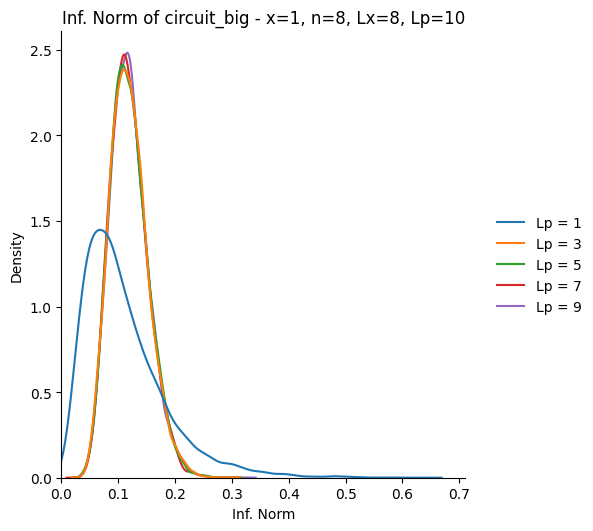 Inf. Norm of circuit_big - x=1, n=8, Lx=8, Lp=10
2.5
2.0
1.5
1.0
0.5
0.0
Density
0.0 0.1 0.2 0.3 0.4 0.5 0.6 0.7
Inf. Norm
Lp = 1
Lp = 3
Lp = 5
Lp = 7
Lp = 9